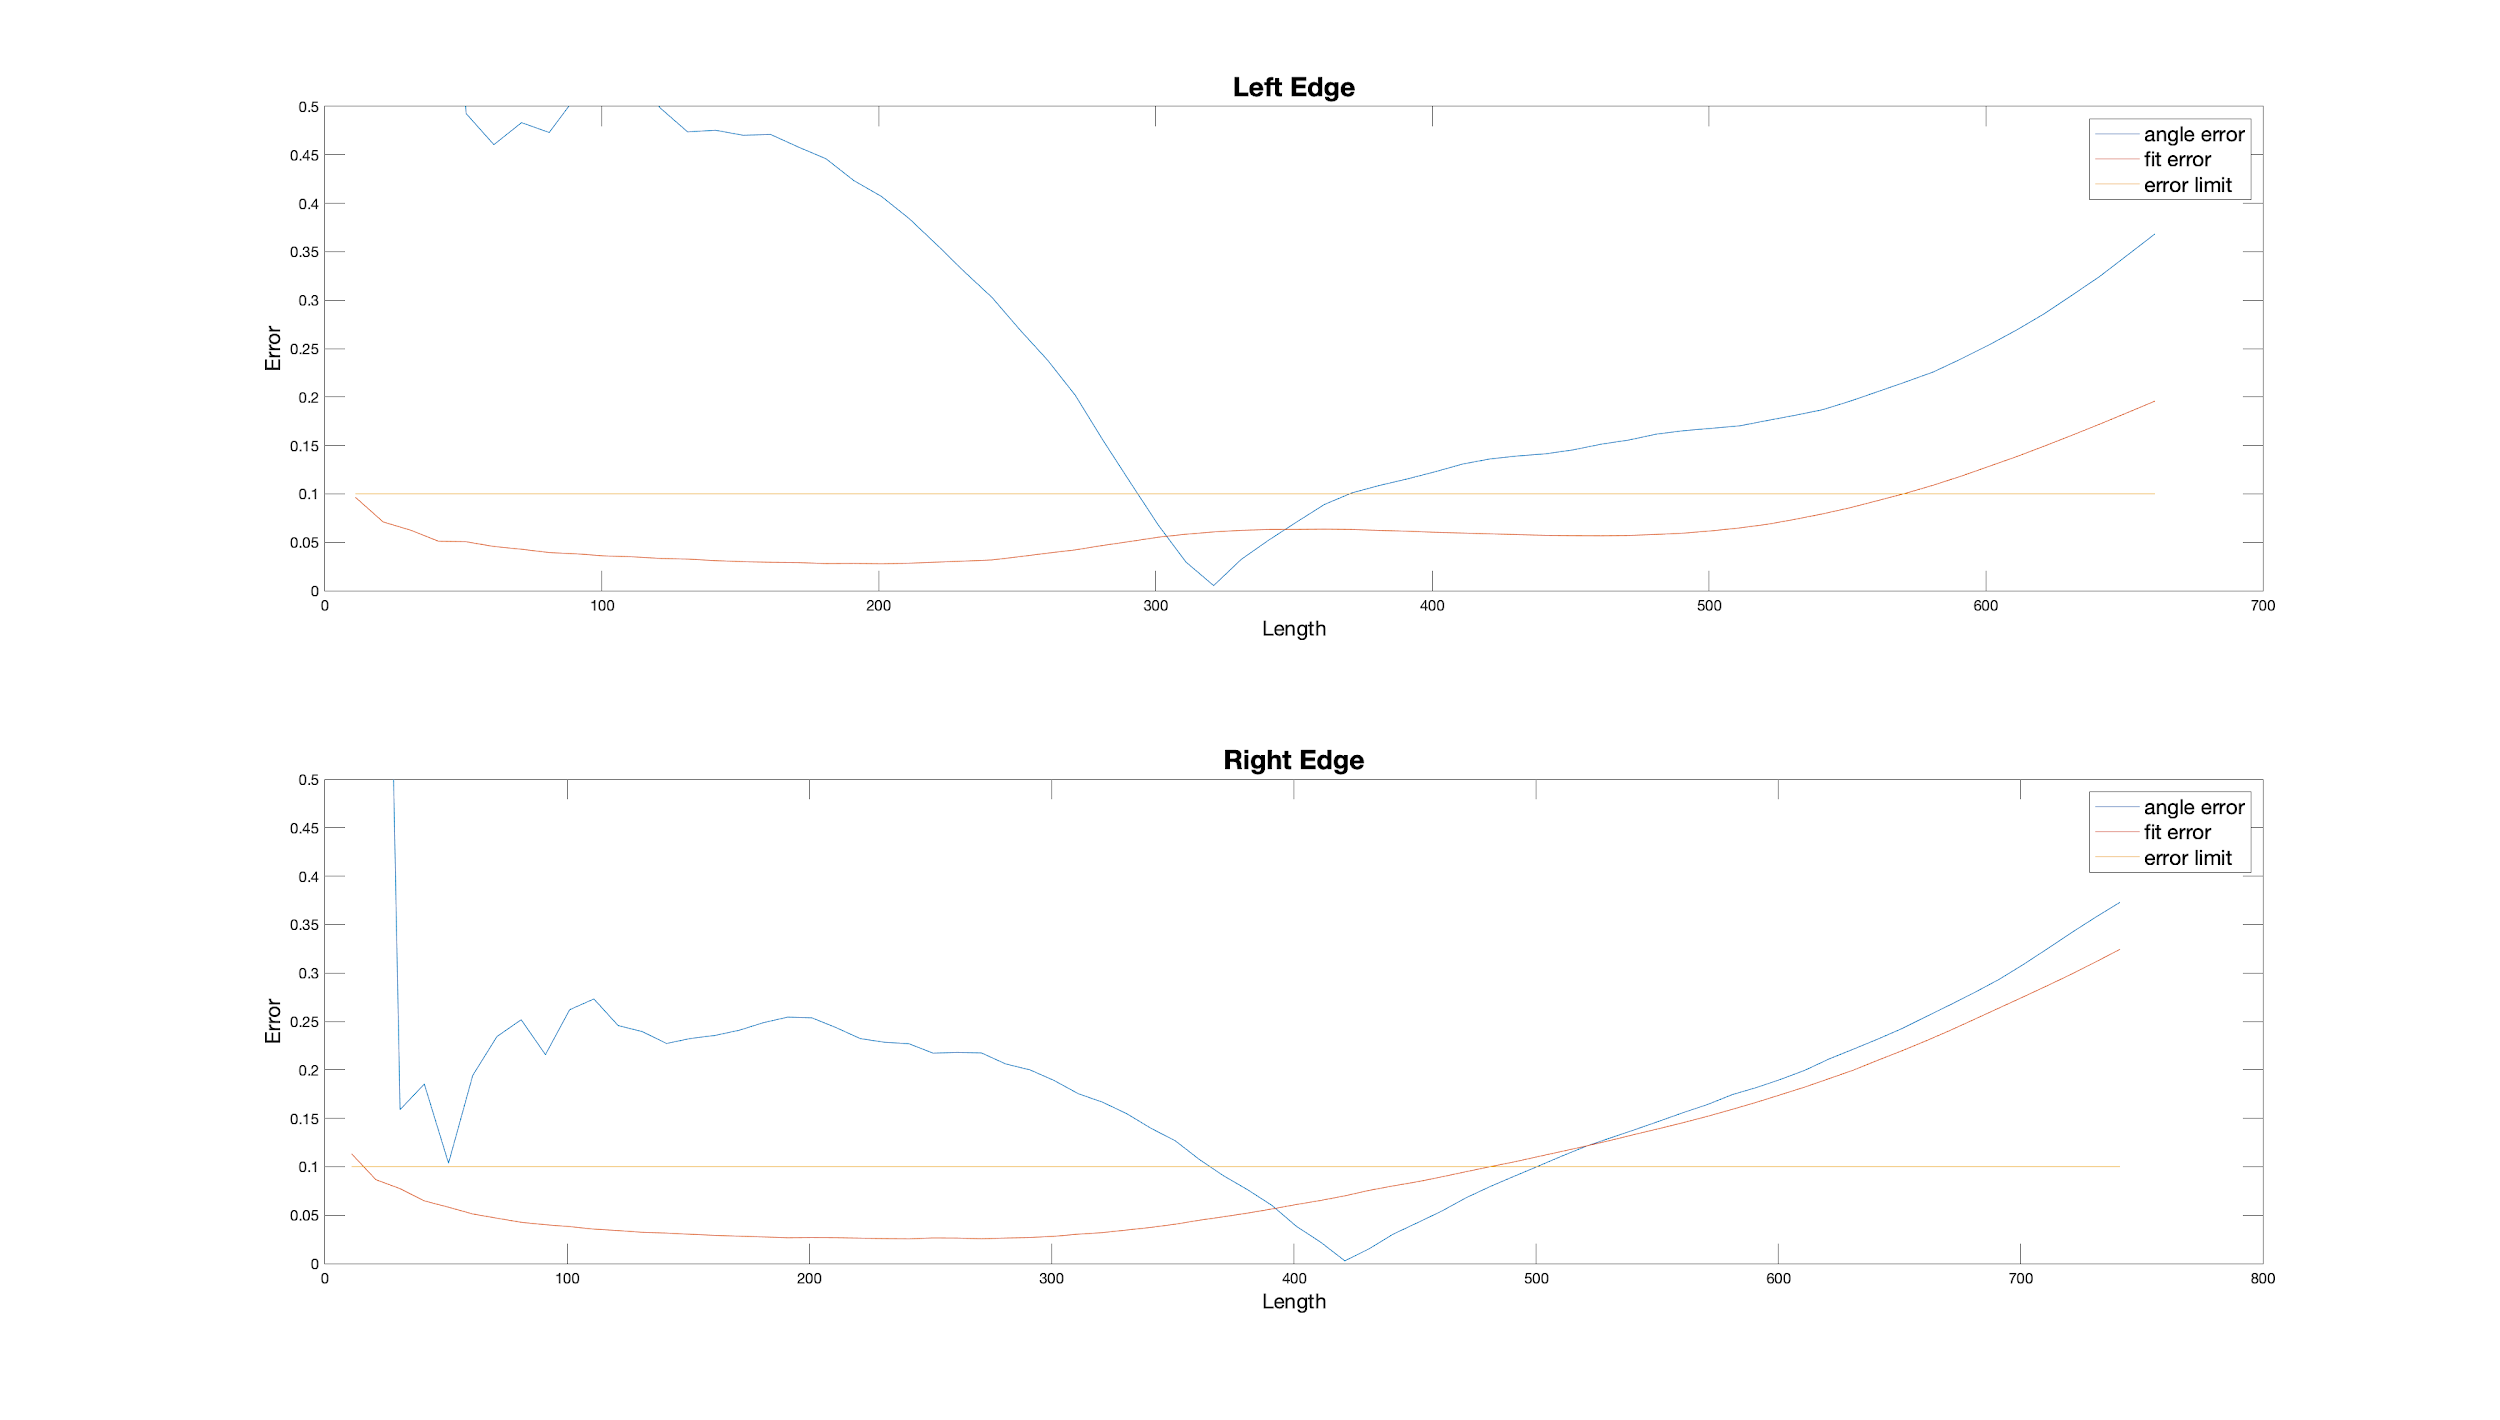 Left Edge
0.5
0.45
0.4
0.35
0.3
0.25
0.2
0.15
0.1
0.05
0
Error
angle error
fit error
error limit
0 100 200 300 400 500 600 700
Length
Right Edge
0.5
0.45
0.4
0.35
0.3
0.25
0.2
0.15
0.1
0.05
0
Error
angle error
fit error
error limit
0 100 200 300 400 500 600 700 800
Length